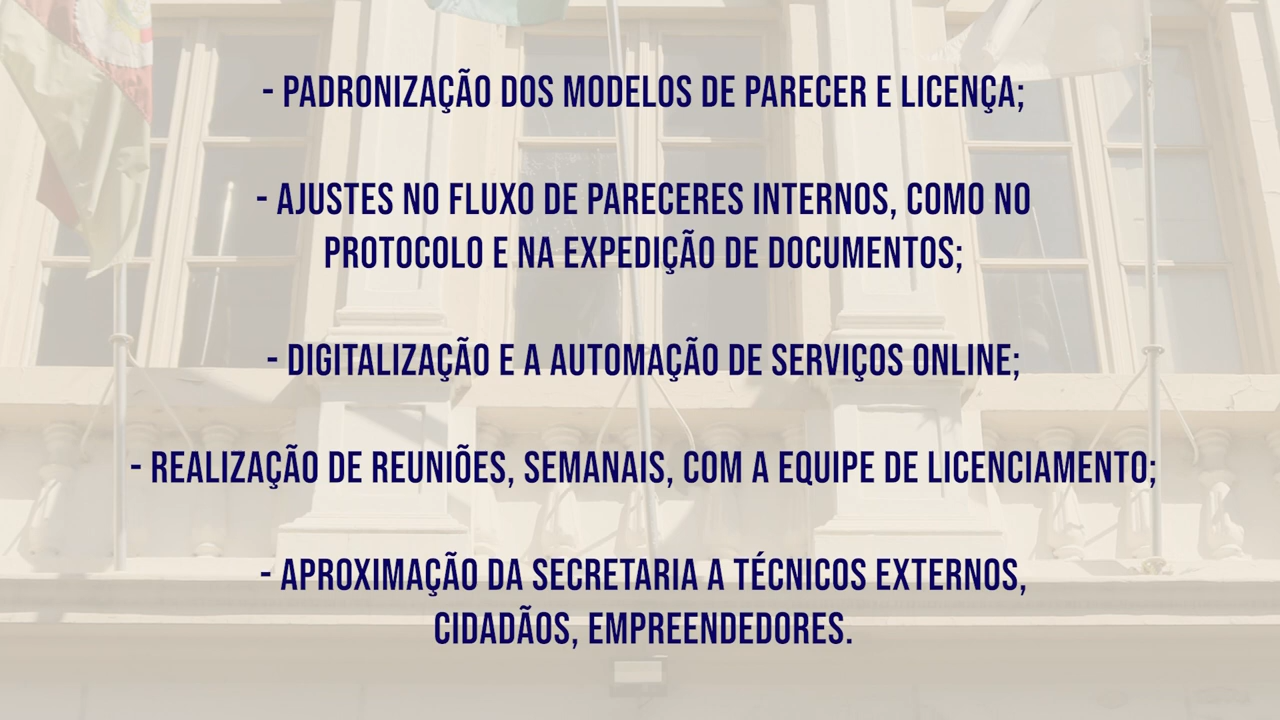 - PADRONIZAÇÃO DOS MODELOS DE PARECER E LICENÇA;
- AJUSTES NO FLUXO DE PARECERES INTERNOS, COMO NO
PROTOCOLO E NA EXPEDIÇÃO DE DOCUMENTOS;
- DIGITALIZAÇÃO E A AUTOMAÇÃO DE SERVIÇOS ONLINE;
- REALIZAÇÃO DE REUNIÕES, SEMANAIS, COM A EQUIPE DE LICENCIAMENTO;
- APROXIMAÇÃO DA SECRETARIA A TÉCNICOS EXTERNOS,
CIDADÃOS, EMPREENDEDORES.